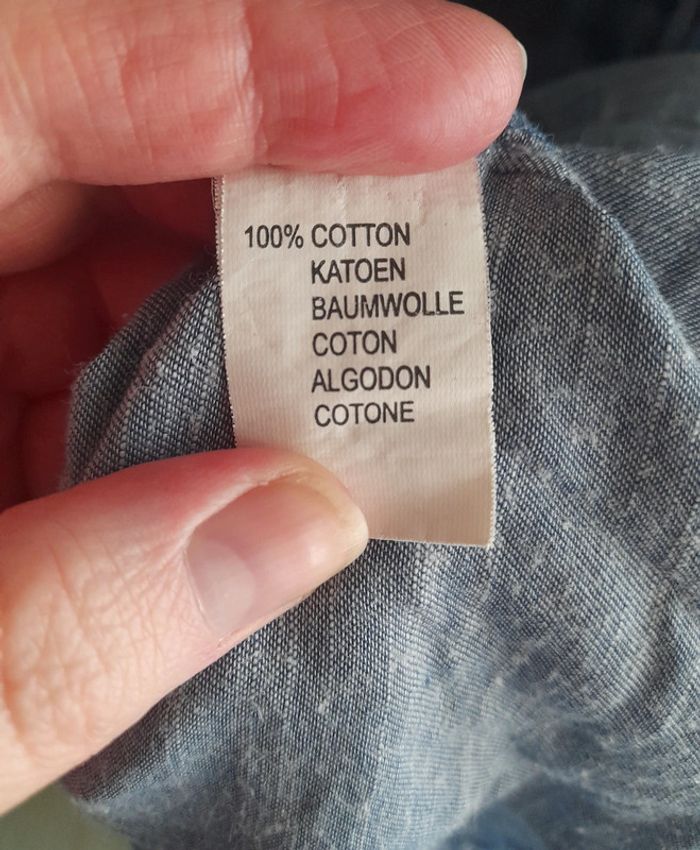 100% COTTON
KATOEN
BAUMWOLLE
COTON
ALGODON
COTONE